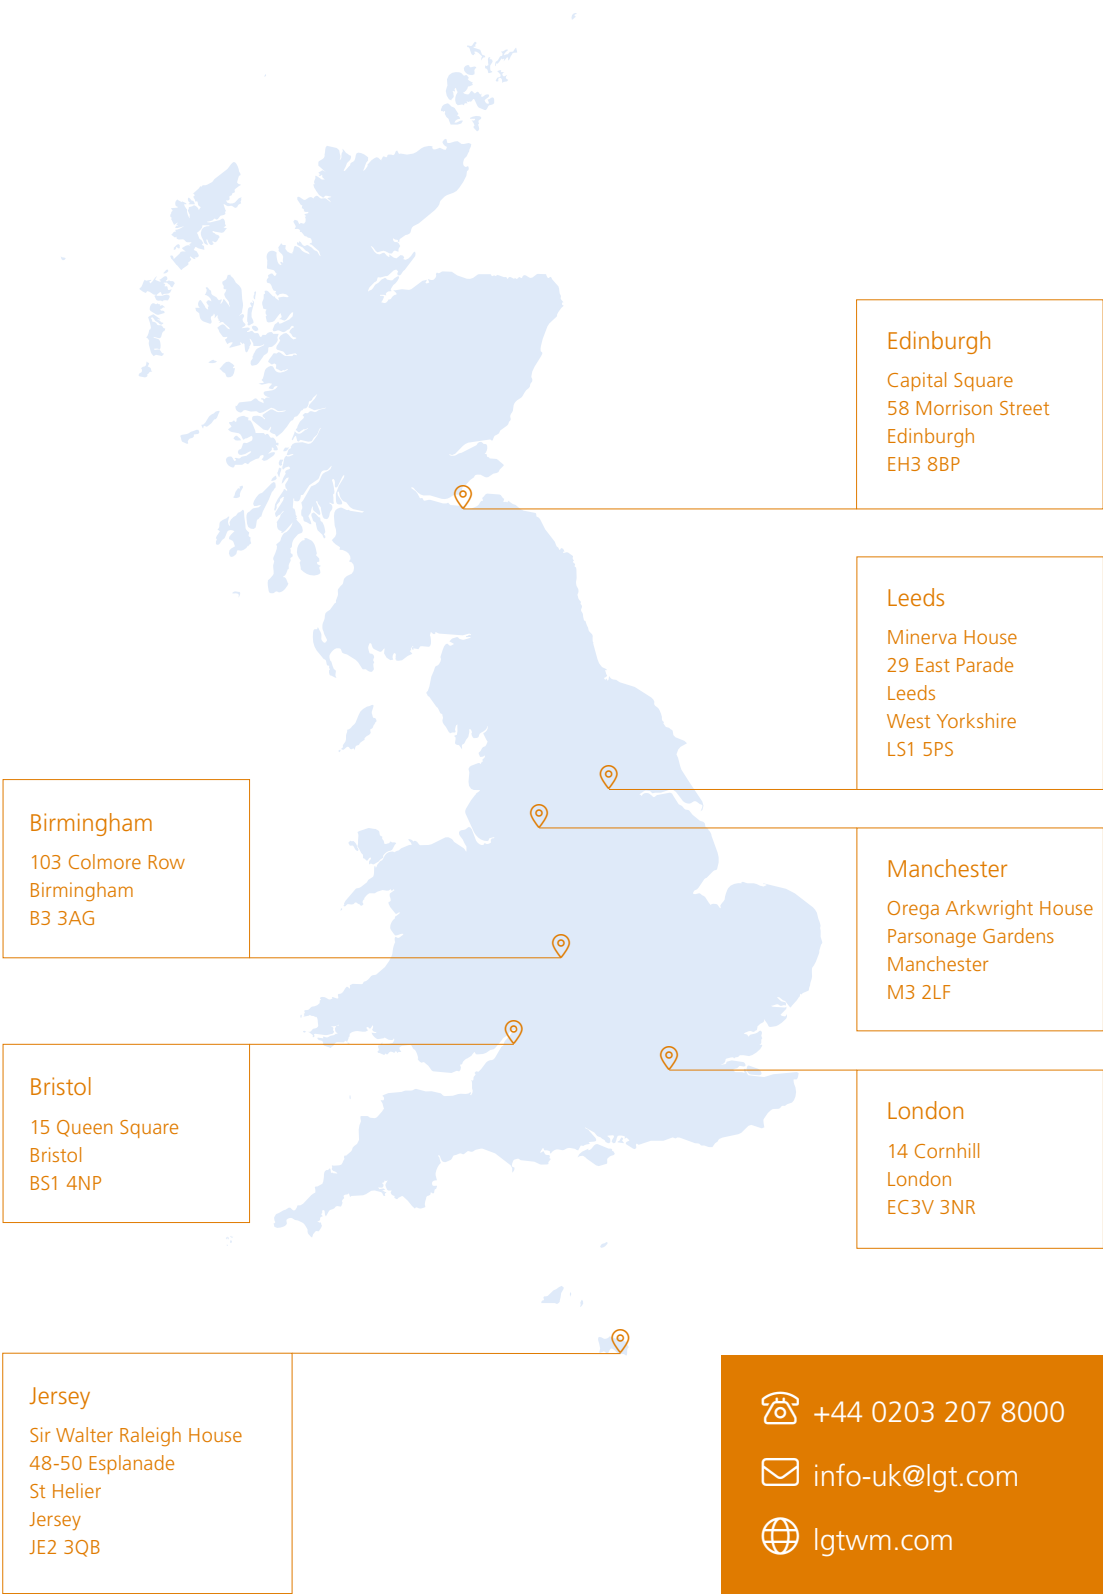 Edinburgh
Capital Square
58 Morrison Street
Edinburgh
EH3 8BP
Leeds
Minerva House
29 East Parade
Leeds
West Yorkshire
LS1 5PS
Birmingham
103 Colmore Row
Birmingham
B3 3AG
Manchester
Orega Arkwright House
Parsonage Gardens
Manchester
M3 2LF
Bristol
15 Queen Square
Bristol
BS1 4NP
London
14 Cornhill
London
EC3V 3NR
Jersey
Sir Walter Raleigh House
48-50 Esplanade
St Helier
Jersey
JE2 3QB
+44 0203 207 8000
info-uk@lgt.com
lgtwm.com